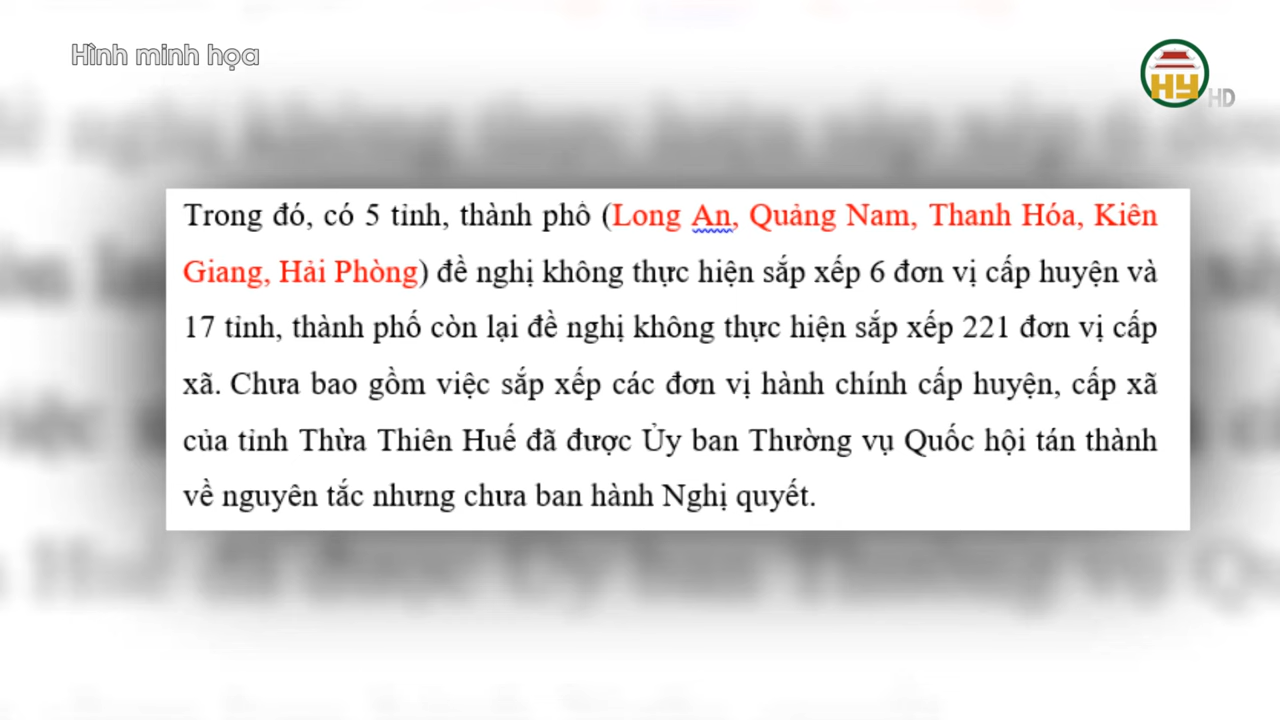 Hình minh họa
HY HD
Trong đó, có 5 tỉnh, thành phố (Long An, Quảng Nam, Thanh Hóa, Kiên
Giang, Hải Phòng) đề nghị không thực hiện sắp xếp 6 đơn vị cấp huyện và
17 tỉnh, thành phố còn lại đề nghị không thực hiện sắp xếp 221 đơn vị cấp
xã. Chưa bao gồm việc sắp xếp các đơn vị hành chính cấp huyện, cấp xã
của tỉnh Thừa Thiên Huế đã được Ủy ban Thường vụ Quốc hội tán thành
về nguyên tắc nhưng chưa ban hành Nghị quyết.